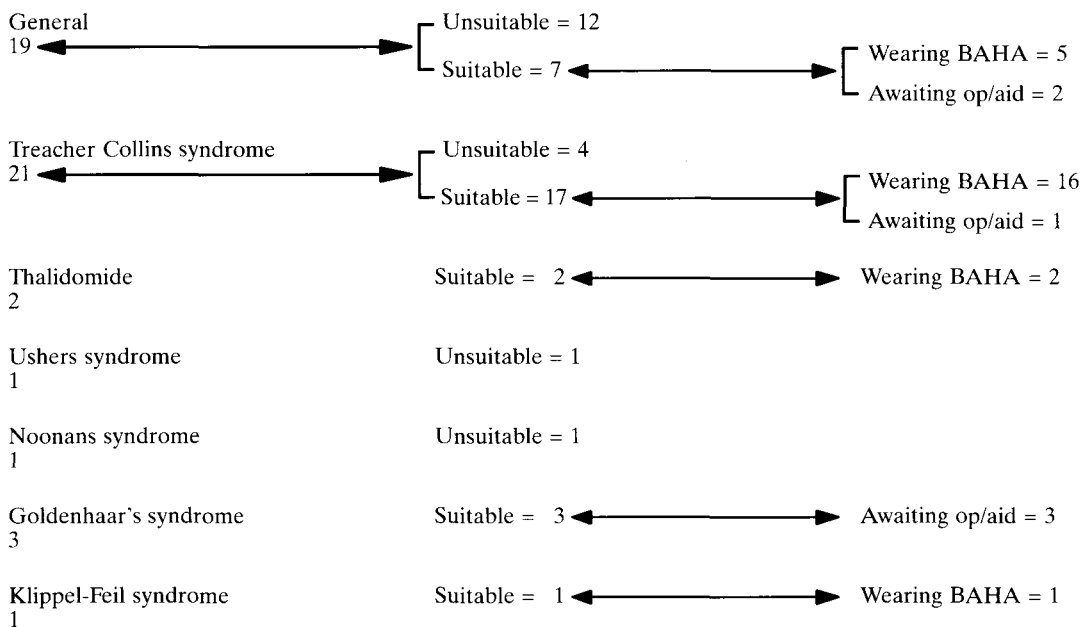 General
19
Unsuitable = 12
Suitable = 7
Wearing BAHA = 5
Awaiting op/aid = 2
Treacher Collins syndrome
21
Unsuitable = 4
Suitable = 17
Wearing BAHA = 16
Awaiting op/aid = 1
Thalidomide
2
Suitable = 2
Wearing BAHA = 2
Ushers syndrome
1
Unsuitable = 1
Noonans syndrome
1
Unsuitable = 1
Goldenhaar's syndrome
3
Suitable = 3
Awaiting op/aid = 3
Klippel-Feil syndrome
1
Suitable = 1
Wearing BAHA = 1